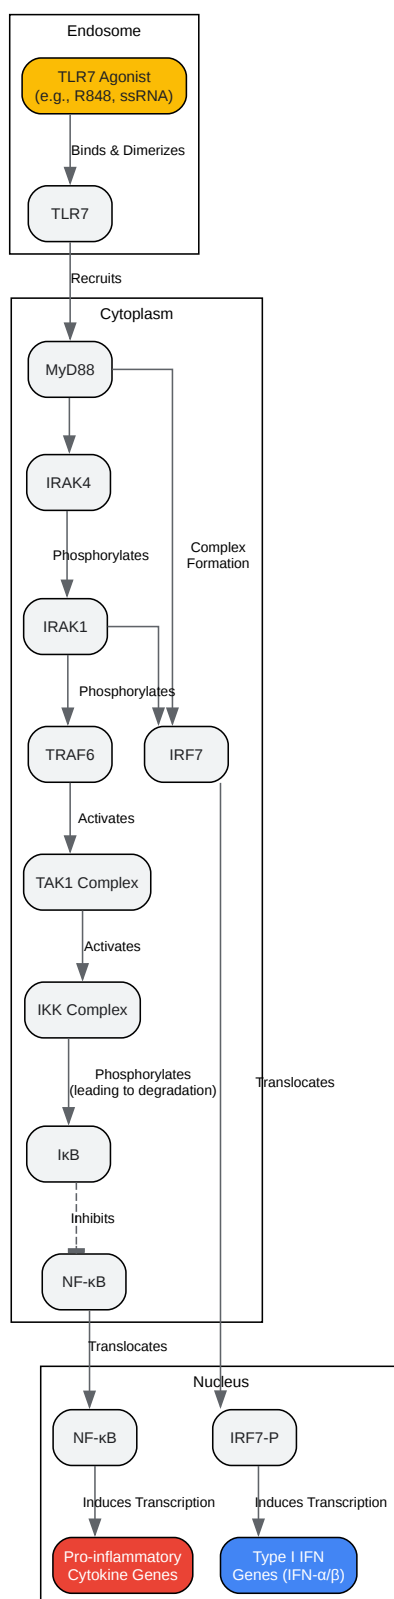 Endosome
TLR7 Agonist
(e.g., R848, ssRNA)
Binds & Dimerizes
TLR7
Recruits
Cytoplasm
MyD88
IRAK4
Complex
Formation
Phosphorylates
IRAK1
Phosphorylates
TRAF6
IRF7
Activates
TAK1 Complex
Activates
IKK Complex
Phosphorylates
(leading to degradation)
Translocates
IκB
Inhibits
NF-κB
Translocates
Nucleus
NF-κB
IRF7-P
Induces Transcription
Induces Transcription
Pro-inflammatory
Cytokine Genes
Type I IFN
Genes (IFN-α/β)